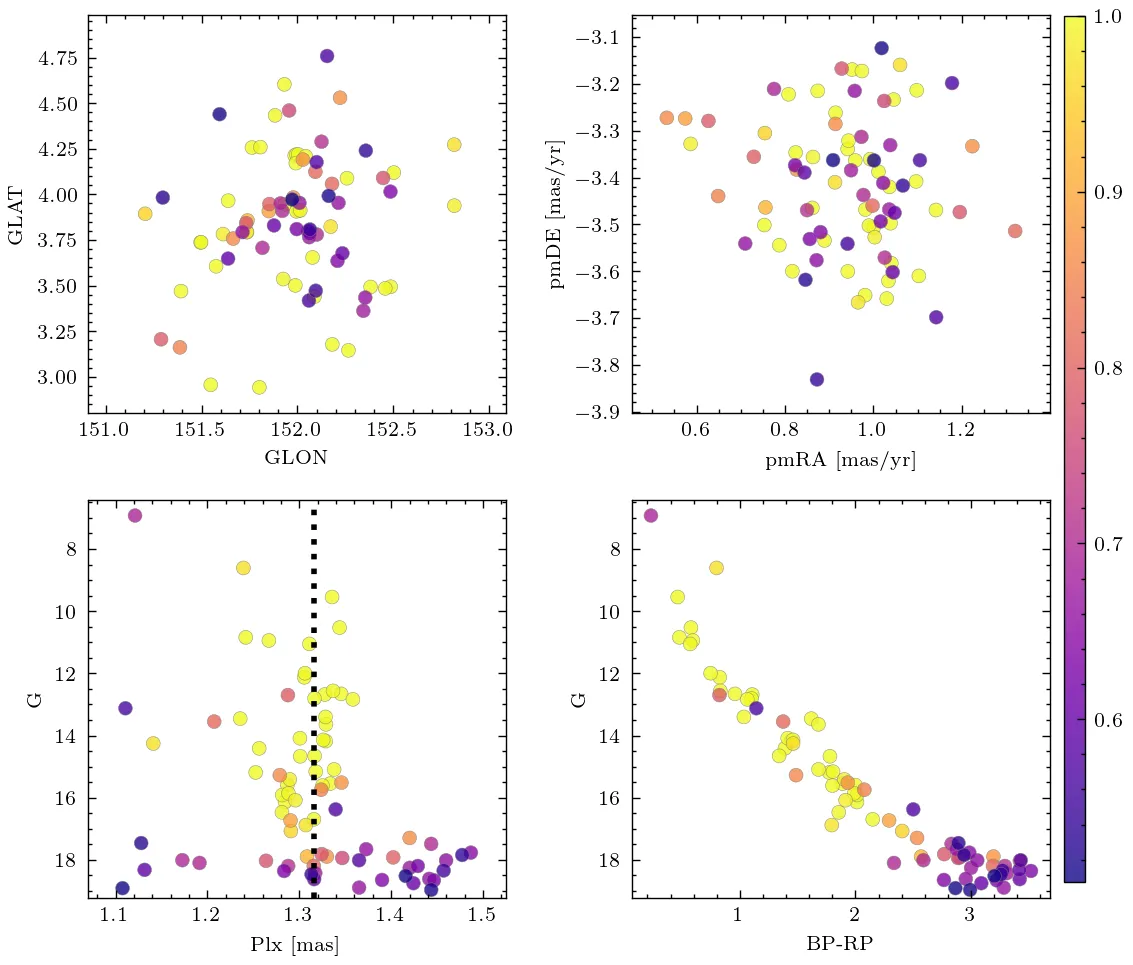 4.75
4.50
4.25
4.00
3.75
3.50
3.25
3.00
GLAT
151.0 151.5 152.0 152.5 153.0
GLON
−3.1
−3.2
−3.3
−3.4
−3.5
−3.6
−3.7
−3.8
−3.9
pmDE [mas/yr]
0.6 0.8 1.0 1.2
pmRA [mas/yr]
1.0
0.9
0.8
0.7
0.6
8
10
12
14
16
18
G
1.1 1.2 1.3 1.4 1.5
Plx [mas]
8
10
12
14
16
18
G
1 2 3
BP-RP